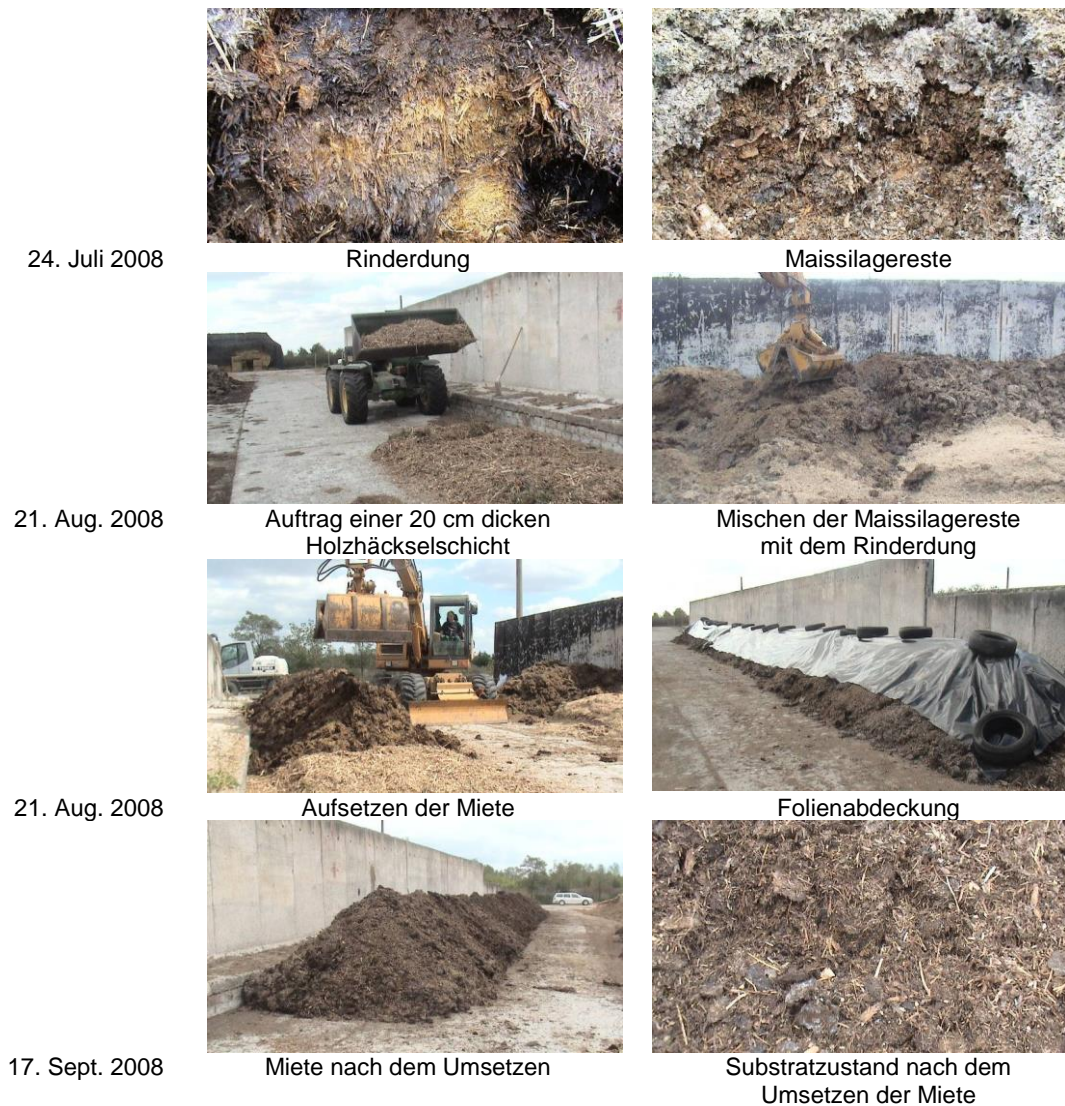 24. Juli 2008 Rinderdung Maissilagereste
21. Aug. 2008 Auftrag einer 20 cm dicken Mischen der Maissilagereste
Holzhäckselschicht mit dem Rinderdung
21. Aug. 2008 Aufsetzen der Miete Folienabdeckung
17. Sept. 2008 Miete nach dem Umsetzen Substratzustand nach dem
Umsetzen der Miete